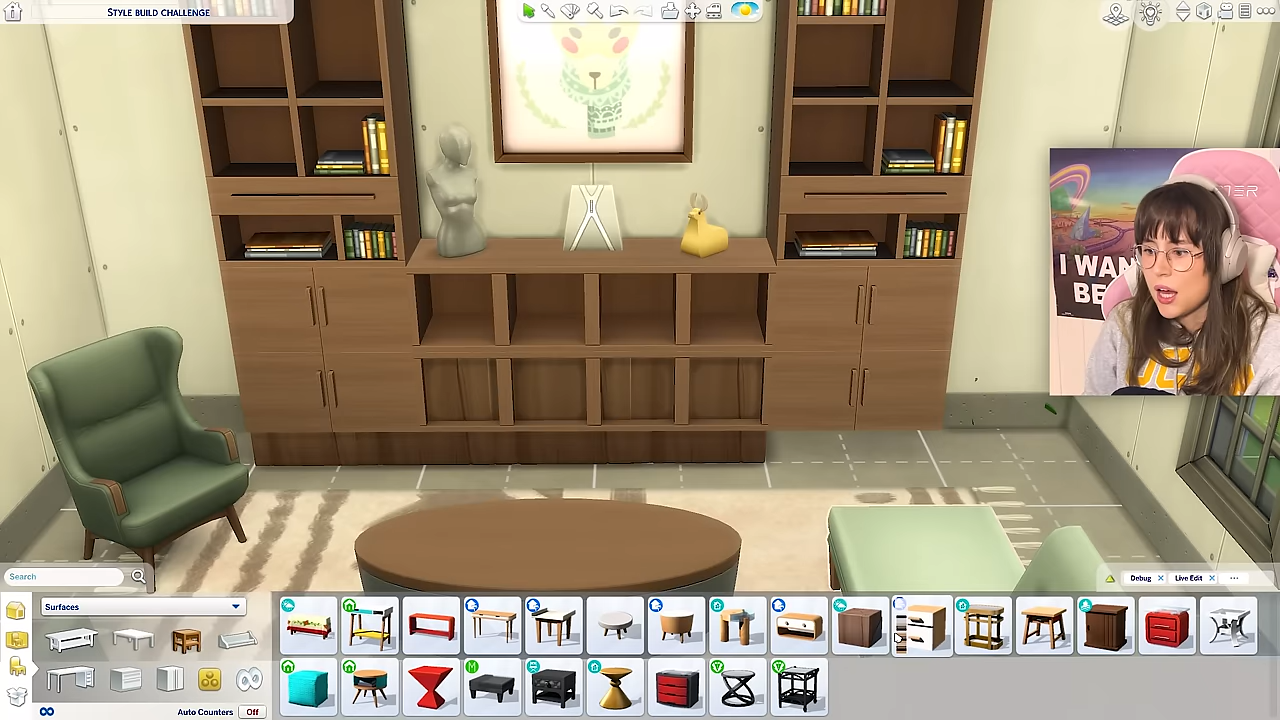 STYLE BUILD CHALLENGE
I WAN
BE
Search
Debug
Live Edit
Surfaces
Auto Counters
Off